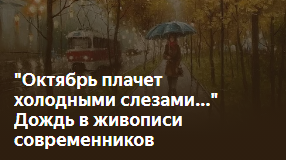 "Октябрь плачет
холодными слезами..."
Дождь в живописи
современников